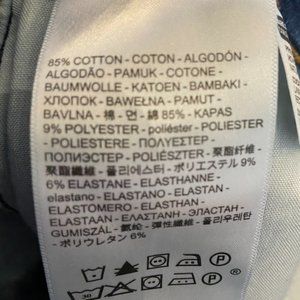 85% COTTON - COTON - ALGODÓN -
ALGODÃO - PAMUK - COTONE -
BAUMWOLLE - KATOEN - BAMBAKI -
ХЛОПОК - BAWEŁNA - PAMUT -
BAVLNA - 棉 - 면 - 綿 85% - KAPAS
9% POLYESTER - poliéster - POLIESTER
- POLIESTERE - POLYESTER -
ПОЛИЭСТЕР - POLIÉSZTER - 聚酯纤维 -
聚酯纖維 - 폴리에스터 - ポリエステル 9%
6% ELASTANE - ELASTHANNE -
elastano - ELASTANO - ELASTAN -
ELASTOMERO - ELASTHAN -
ELASTAAN - ΕΛΑΣΤΑΝΗ - ЭЛАСТАН -
GUMISZÁL - 氨纶 - 彈性纖維 - 폴리우레탄
- ポリウレタン 6%
30
P